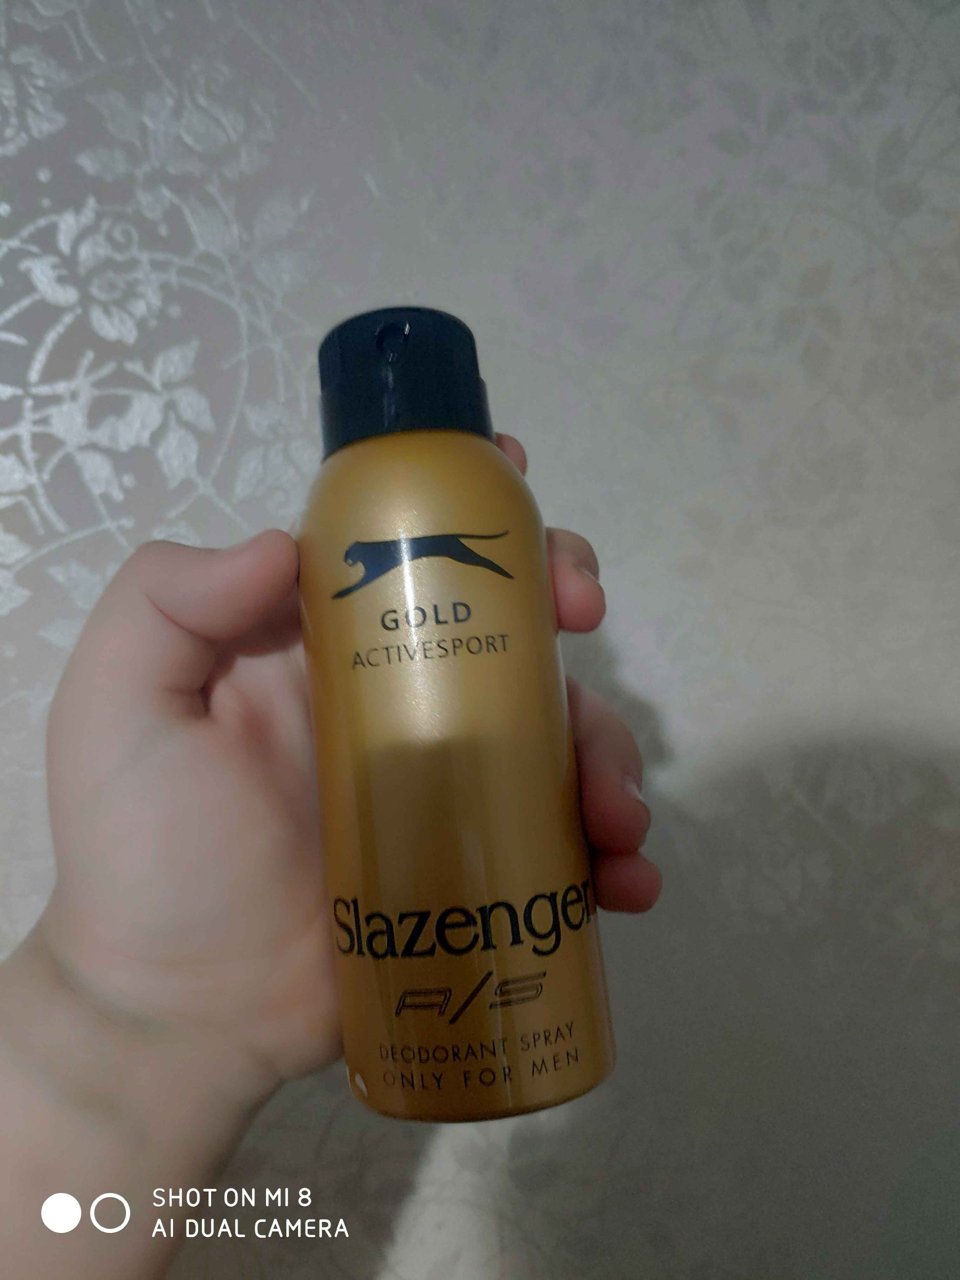 GOLD
ACTIVESPORT
Slazenger
A/S
DEODORANT SPRAY
ONLY FOR MEN
SHOT ON MI 8
AI DUAL CAMERA